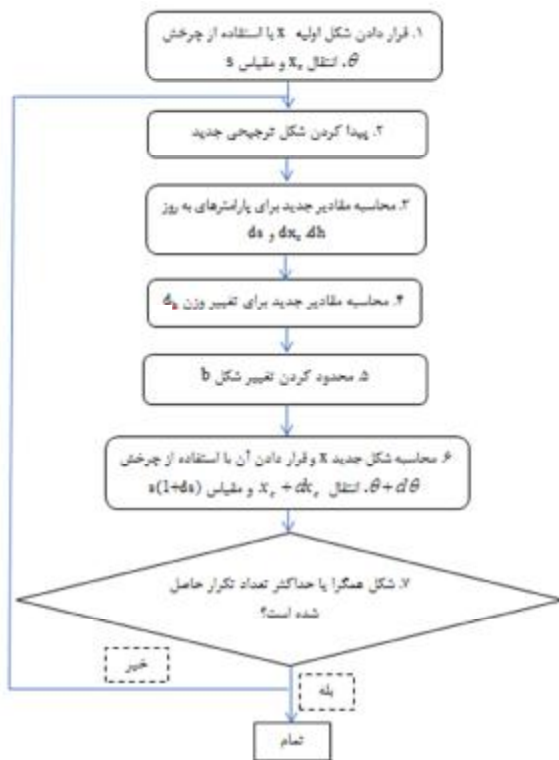 ۱. قرار دادن شکل اولیه x با استفاده از چرخش
θ، انتقال xc و مقیاس s
۲. پیدا کردن شکل ترجیحی جدید
۳. محاسبه مقادیر جدید برای پارامترهای به روز
dh، dxc و ds
۴. محاسبه مقادیر جدید برای تغییر وزن db
۵. محدود کردن تغییر شکل b
۶. محاسبه شکل جدید x و قرار دادن آن با استفاده از چرخش
θ+dθ، انتقال xc+dxc و مقیاس s(1+ds)
۷. شکل همگرا یا حداکثر تعداد تکرار حاصل
شده است؟
خیر
بله
تمام